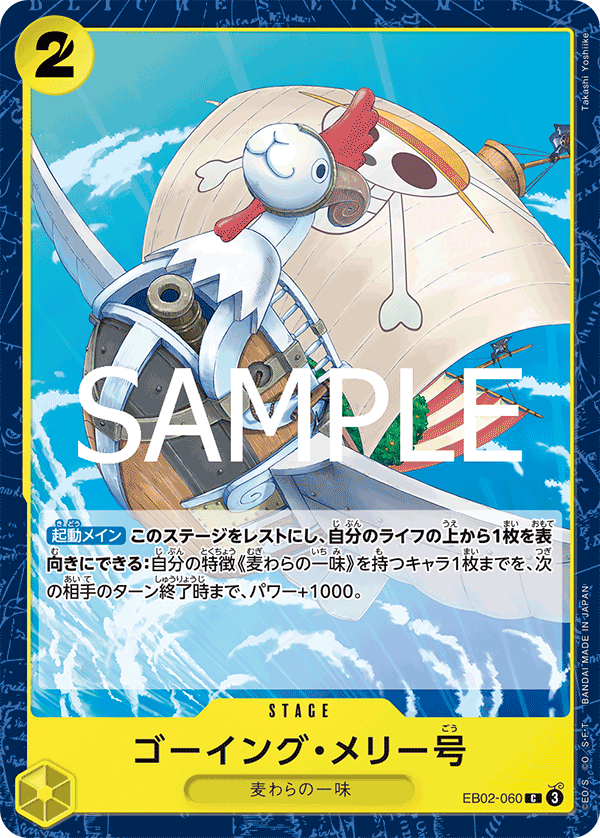 DELICHES ET ISMER
2
Takashi Yoshiike
SAMPLE
起動メイン このステージをレストにし、自分のライフの上から1枚を表
向きにできる：自分の特徴《麦わらの一味》を持つキャラ1枚までを、次
の相手のターン終了時まで、パワー+1000。
STAGE
ゴーイング・メリー号
麦わらの一味
EB02-060 C 3
©E.O. ©O. S・E・T BANDAI MADE IN JAPAN